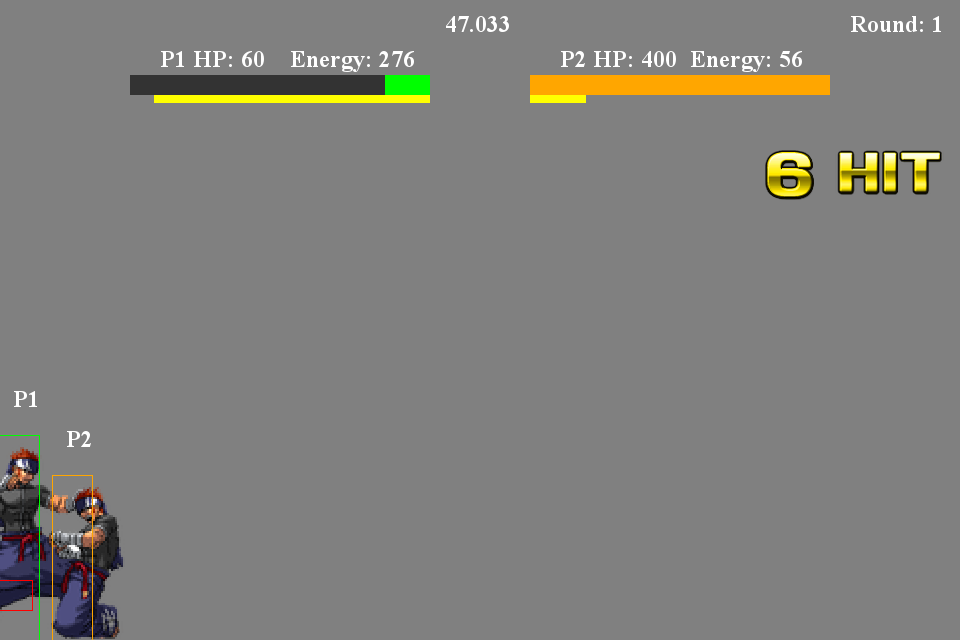 47.033
Round: 1
P1 HP: 60 Energy: 276
P2 HP: 400 Energy: 56
6 HIT
P1
P2